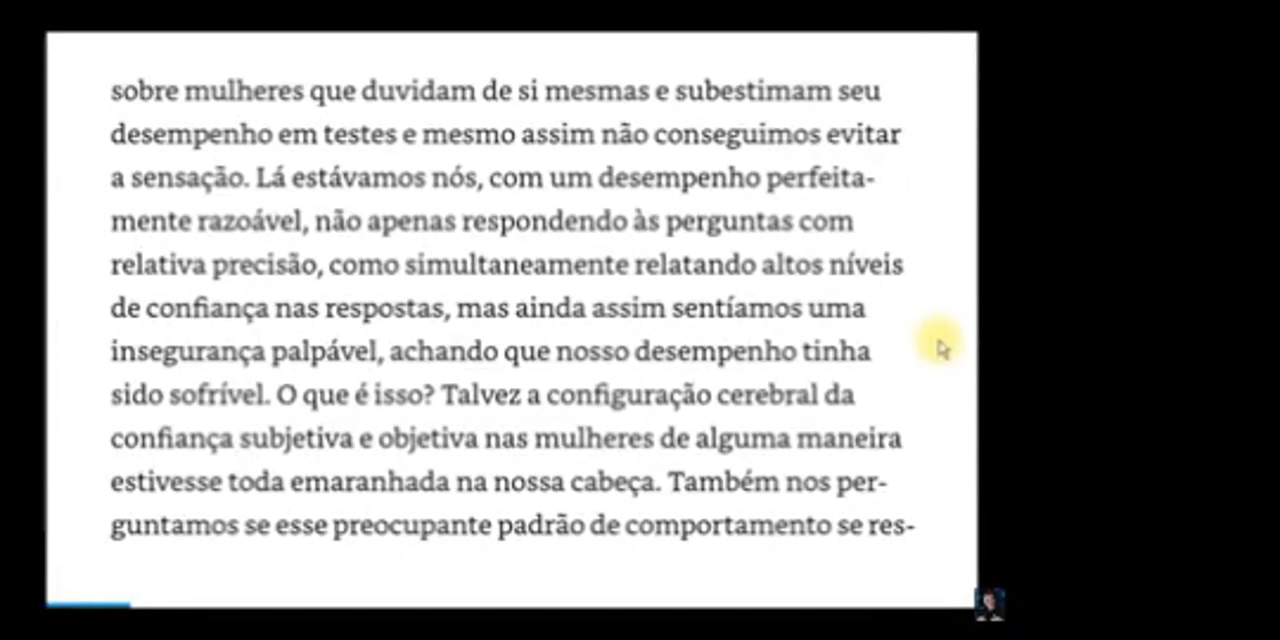 sobre mulheres que duvidam de si mesmas e subestimam seu
desempenho em testes e mesmo assim não conseguimos evitar
a sensação. Lá estávamos nós, com um desempenho perfeita-
mente razoável, não apenas respondendo às perguntas com
relativa precisão, como simultaneamente relatando altos níveis
de confiança nas respostas, mas ainda assim sentíamos uma
insegurança palpável, achando que nosso desempenho tinha
sido sofrível. O que é isso? Talvez a configuração cerebral da
confiança subjetiva e objetiva nas mulheres de alguma maneira
estivesse toda emaranhada na nossa cabeça. Também nos per-
guntamos se esse preocupante padrão de comportamento se res-